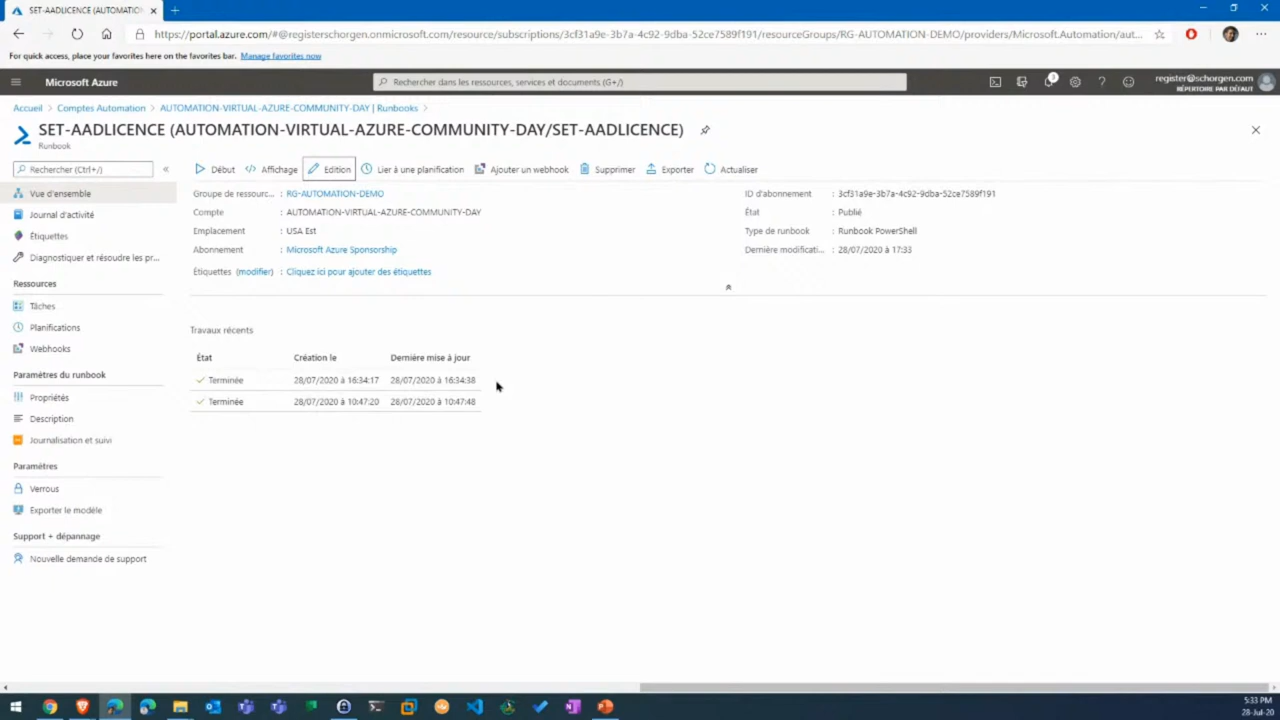 SET-AADLICENCE (AUTOMATION
https://portal.azure.com/#@registerschorgen.onmicrosoft.com/resource/subscriptions/3cf31a9e-3b7a-4c92-9dba-52ce7589f191/resourceGroups/RG-AUTOMATION-DEMO/providers/Microsoft.Automation/aut...
For quick access, place your favorites here on the favorites bar. Manage favorites now
Microsoft Azure
Rechercher dans les ressources, services et documents (G+/)
1
register@schorgen.com
RÉPERTOIRE PAR DÉFAUT
Accueil > Comptes Automation > AUTOMATION-VIRTUAL-AZURE-COMMUNITY-DAY | Runbooks >
SET-AADLICENCE (AUTOMATION-VIRTUAL-AZURE-COMMUNITY-DAY/SET-AADLICENCE)
Runbook
Rechercher (Ctrl+/)
«
Début
Affichage
Edition
Lier à une planification
Ajouter un webhook
Supprimer
Exporter
Actualiser
Vue d'ensemble
Journal d'activité
Étiquettes
Diagnostiquer et résoudre les pr...
Ressources
Tâches
Planifications
Webhooks
Paramètres du runbook
Propriétés
Description
Journalisation et suivi
Paramètres
Verrous
Exporter le modèle
Support + dépannage
Nouvelle demande de support
Groupe de ressourc... : RG-AUTOMATION-DEMO
Compte : AUTOMATION-VIRTUAL-AZURE-COMMUNITY-DAY
Emplacement : USA Est
Abonnement : Microsoft Azure Sponsorship
Étiquettes (modifier) : Cliquez ici pour ajouter des étiquettes
ID d'abonnement : 3cf31a9e-3b7a-4c92-9dba-52ce7589f191
État : Publié
Type de runbook : Runbook PowerShell
Dernière modificati... : 28/07/2020 à 17:33
Travaux récents
État Création le Dernière mise à jour
Terminée 28/07/2020 à 16:34:17 28/07/2020 à 16:34:38
Terminée 28/07/2020 à 10:47:20 28/07/2020 à 10:47:48
5:33 PM
28-Jul-20